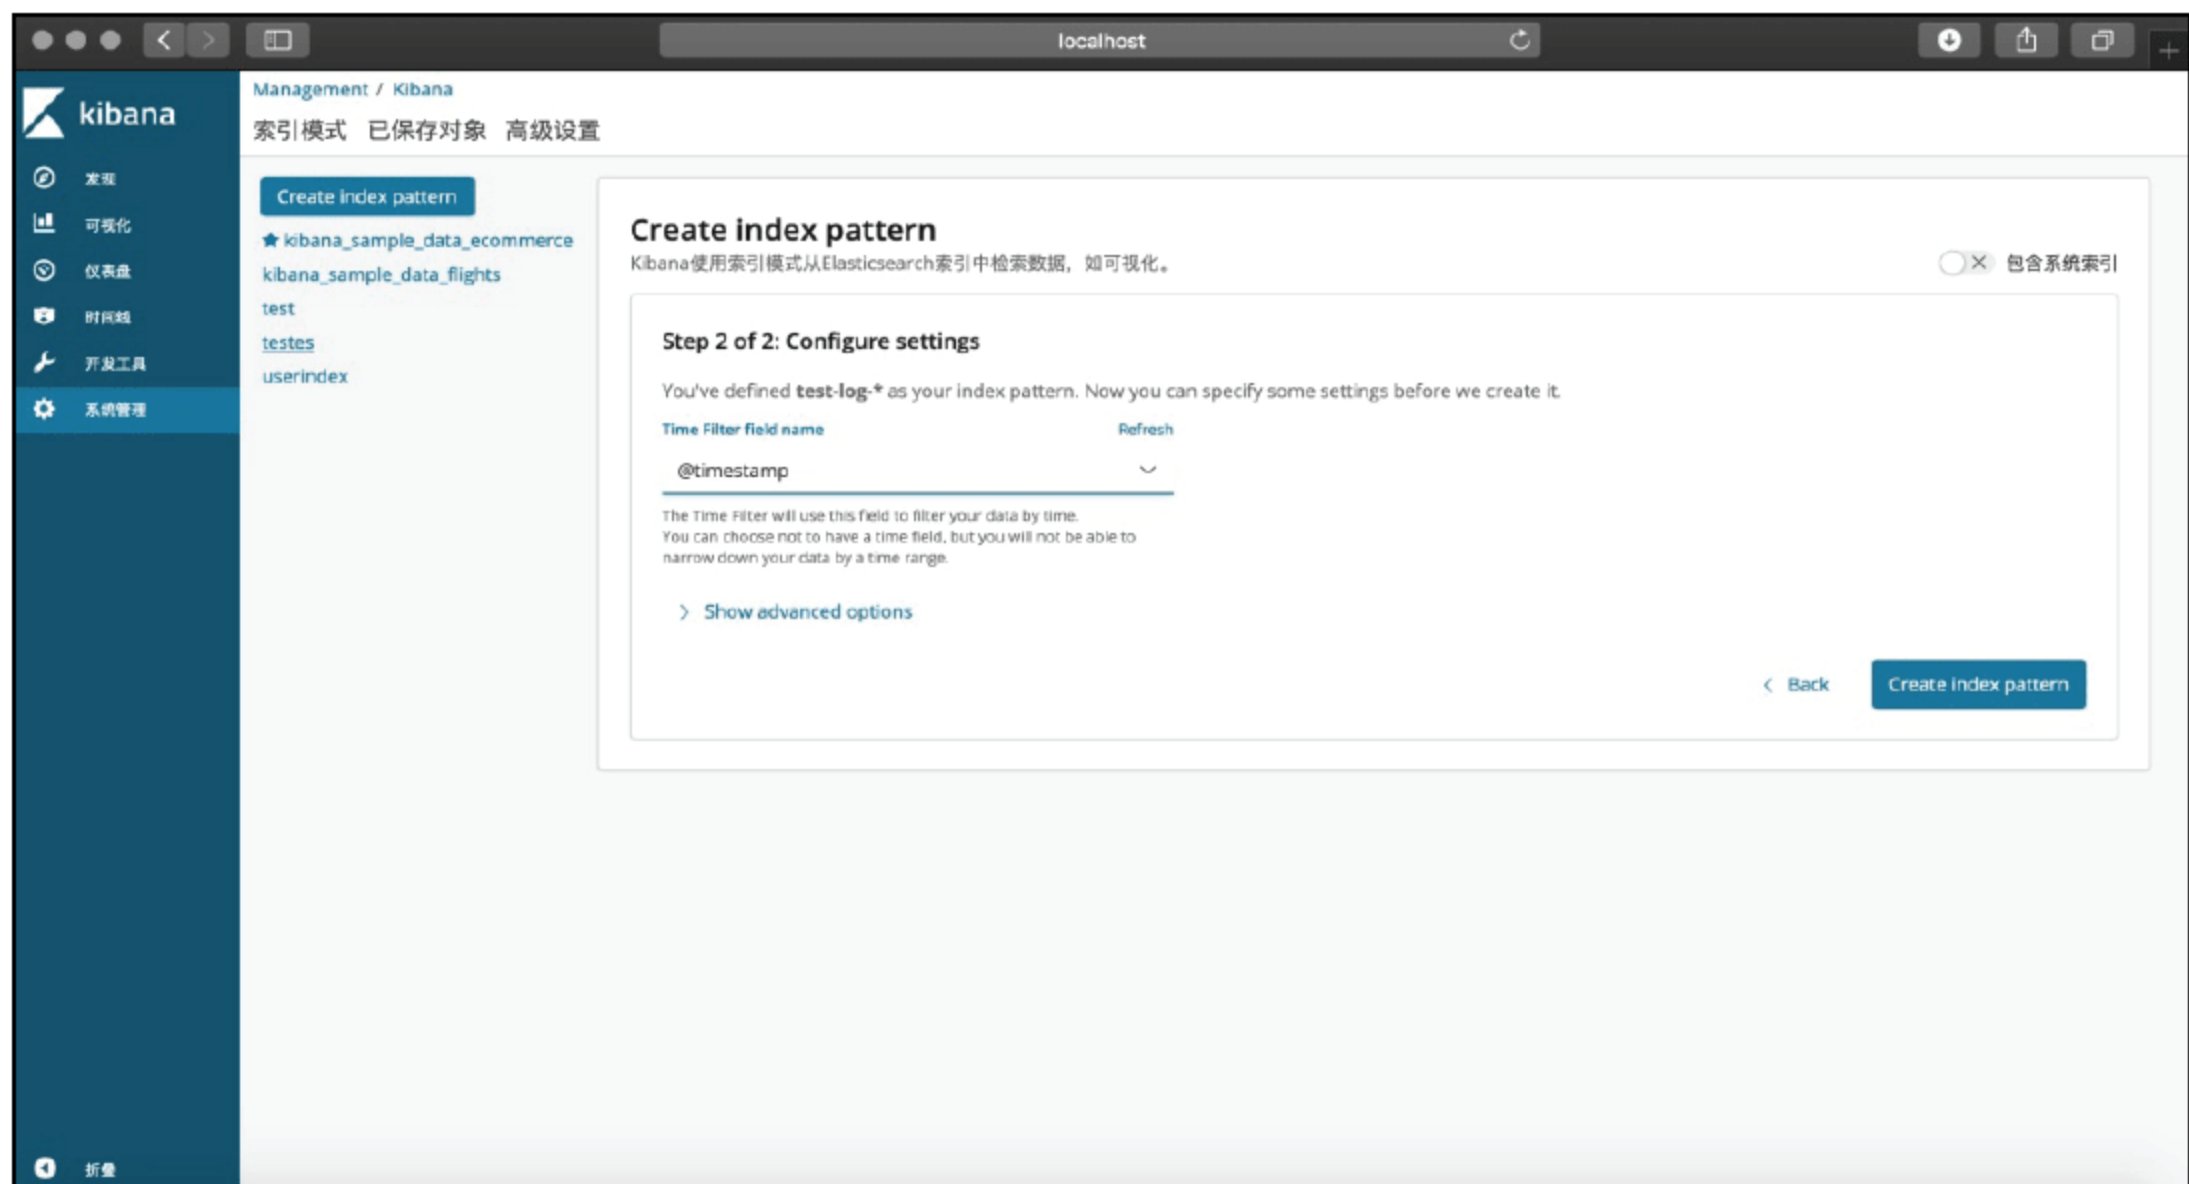 localhost
kibana
发现
可视化
仪表盘
时间线
开发工具
系统管理
折叠
Management / Kibana
索引模式 已保存对象 高级设置
Create index pattern
kibana_sample_data_ecommerce
kibana_sample_data_flights
test
testes
userindex
Create index pattern
Kibana使用索引模式从Elasticsearch索引中检索数据，如可视化。
包含系统索引
Step 2 of 2: Configure settings
You've defined test-log-* as your index pattern. Now you can specify some settings before we create it.
Time Filter field name Refresh
@timestamp
The Time Filter will use this field to filter your data by time.
You can choose not to have a time field, but you will not be able to
narrow down your data by a time range.
Show advanced options
Back Create index pattern